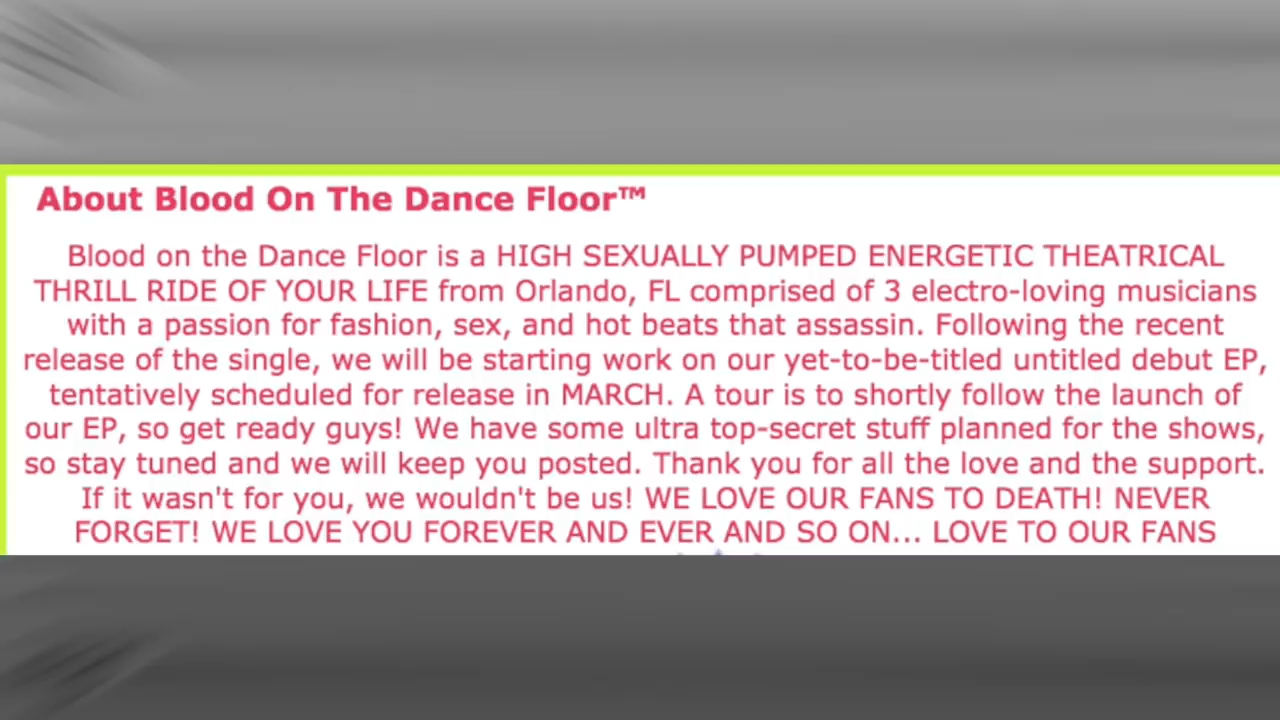 About Blood On The Dance Floor™
Blood on the Dance Floor is a HIGH SEXUALLY PUMPED ENERGETIC THEATRICAL
THRILL RIDE OF YOUR LIFE from Orlando, FL comprised of 3 electro-loving musicians
with a passion for fashion, sex, and hot beats that assassin. Following the recent
release of the single, we will be starting work on our yet-to-be-titled untitled debut EP,
tentatively scheduled for release in MARCH. A tour is to shortly follow the launch of
our EP, so get ready guys! We have some ultra top-secret stuff planned for the shows,
so stay tuned and we will keep you posted. Thank you for all the love and the support.
If it wasn't for you, we wouldn't be us! WE LOVE OUR FANS TO DEATH! NEVER
FORGET! WE LOVE YOU FOREVER AND EVER AND SO ON... LOVE TO OUR FANS